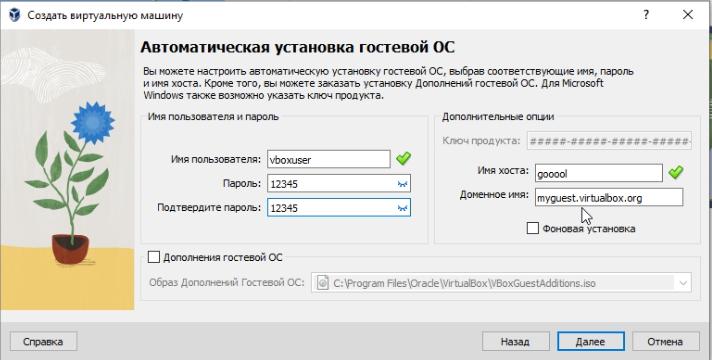 Создать виртуальную машину
Автоматическая установка гостевой ОС
Вы можете настроить автоматическую установку гостевой ОС, выбрав соответствующие имя, пароль
и имя хоста. Кроме того, вы можете заказать установку Дополнений гостевой ОС. Для Microsoft
Windows также возможно указать ключ продукта.
Имя пользователя и пароль
Имя пользователя: vboxuser
Пароль: 12345
Подтвердите пароль: 12345
Дополнительные опции
Ключ продукта: #####-#####-#####-#####-
Имя хоста: gooool
Доменное имя: myguest.virtualbox.org
Фоновая установка
Дополнения гостевой ОС
Образ Дополнений Гостевой ОС: C:\Program Files\Oracle\VirtualBox\VBoxGuestAdditions.iso
Справка Назад Далее Отмена